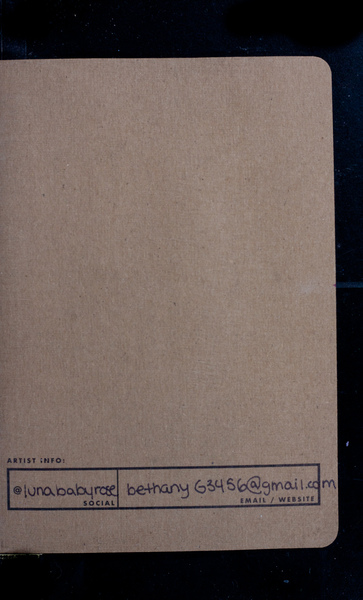 ARTIST INFO:
@lunababyrose bethany63456@gmail.com
SOCIAL EMAIL / WEBSITE